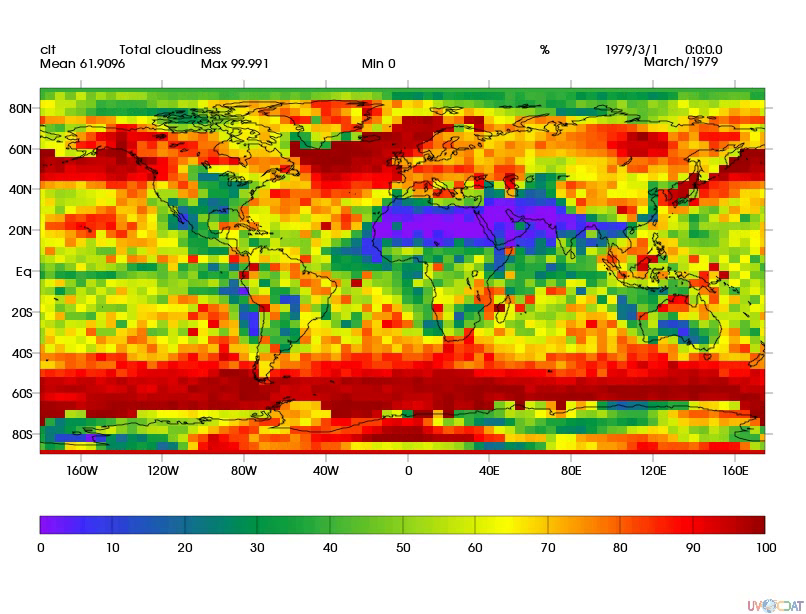 clt Total cloudiness % 1979/3/1 0:0:0.0
Mean 61.9096 Max 99.991 Min 0 March/1979
80N
60N
40N
20N
Eq
20S
40S
60S
80S
160W 120W 80W 40W 0 40E 80E 120E 160E
0 10 20 30 40 50 60 70 80 90 100
UV CDAT